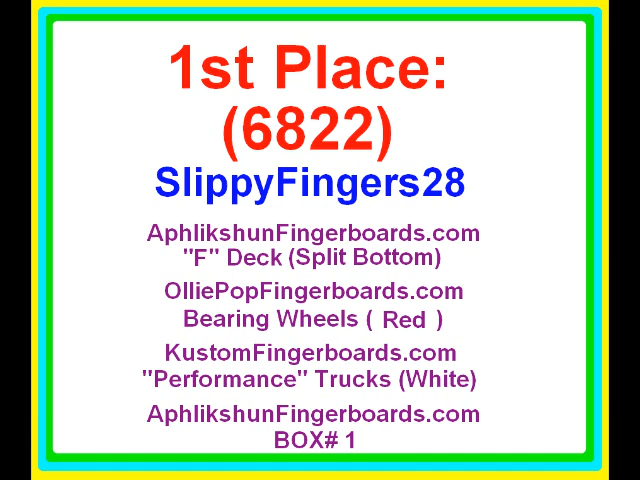 1st Place:
(6822)
SlippyFingers28
AphlikshunFingerboards.com
"F" Deck (Split Bottom)
OlliePopFingerboards.com
Bearing Wheels ( Red )
KustomFingerboards.com
"Performance" Trucks (White)
AphlikshunFingerboards.com
BOX# 1